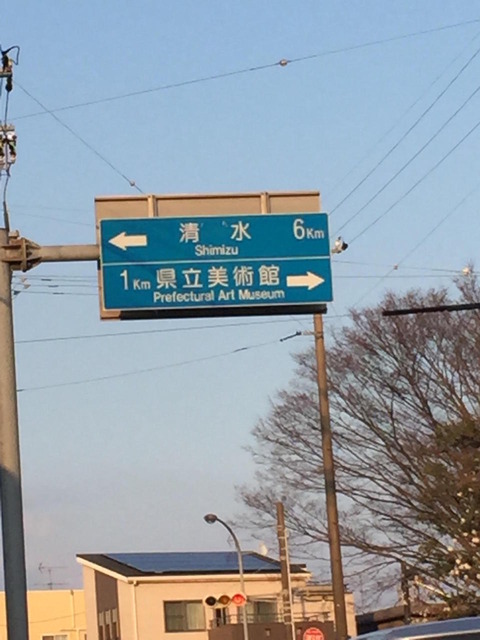 清水 6Km
Shimizu
1Km 県立美術館
Prefectural Art Museum